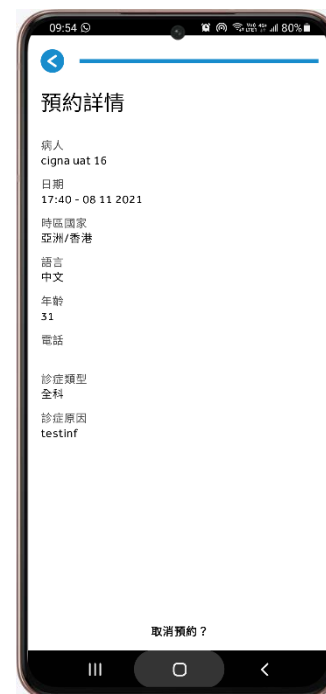 09:54
80%
預約詳情
病人
cigna uat 16
日期
17:40 - 08 11 2021
時區國家
亞洲/香港
語言
中文
年齡
31
電話
診症類型
全科
診症原因
testinf
取消預約？